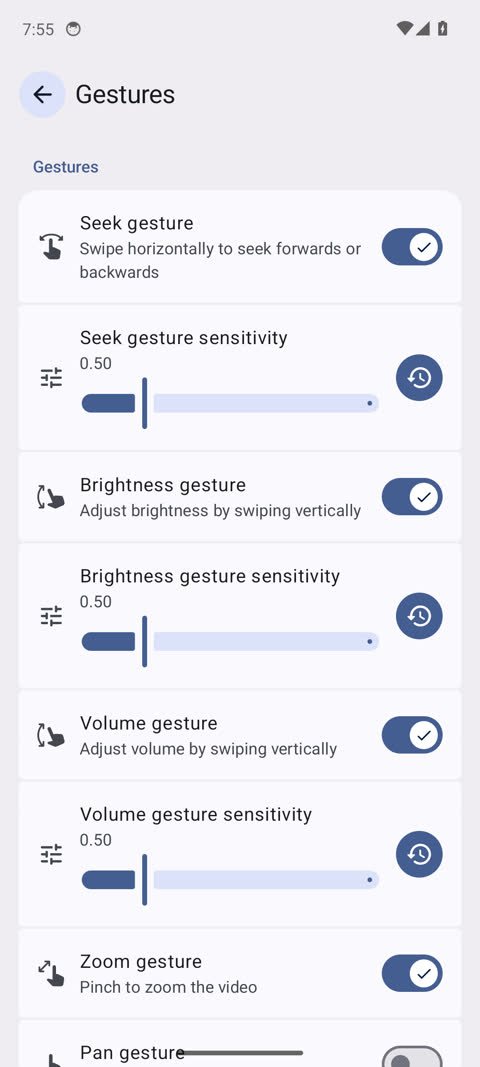 7:55
Gestures
Gestures
Seek gesture
Swipe horizontally to seek forwards or
backwards
Seek gesture sensitivity
0.50
Brightness gesture
Adjust brightness by swiping vertically
Brightness gesture sensitivity
0.50
Volume gesture
Adjust volume by swiping vertically
Volume gesture sensitivity
0.50
Zoom gesture
Pinch to zoom the video
Pan gesture